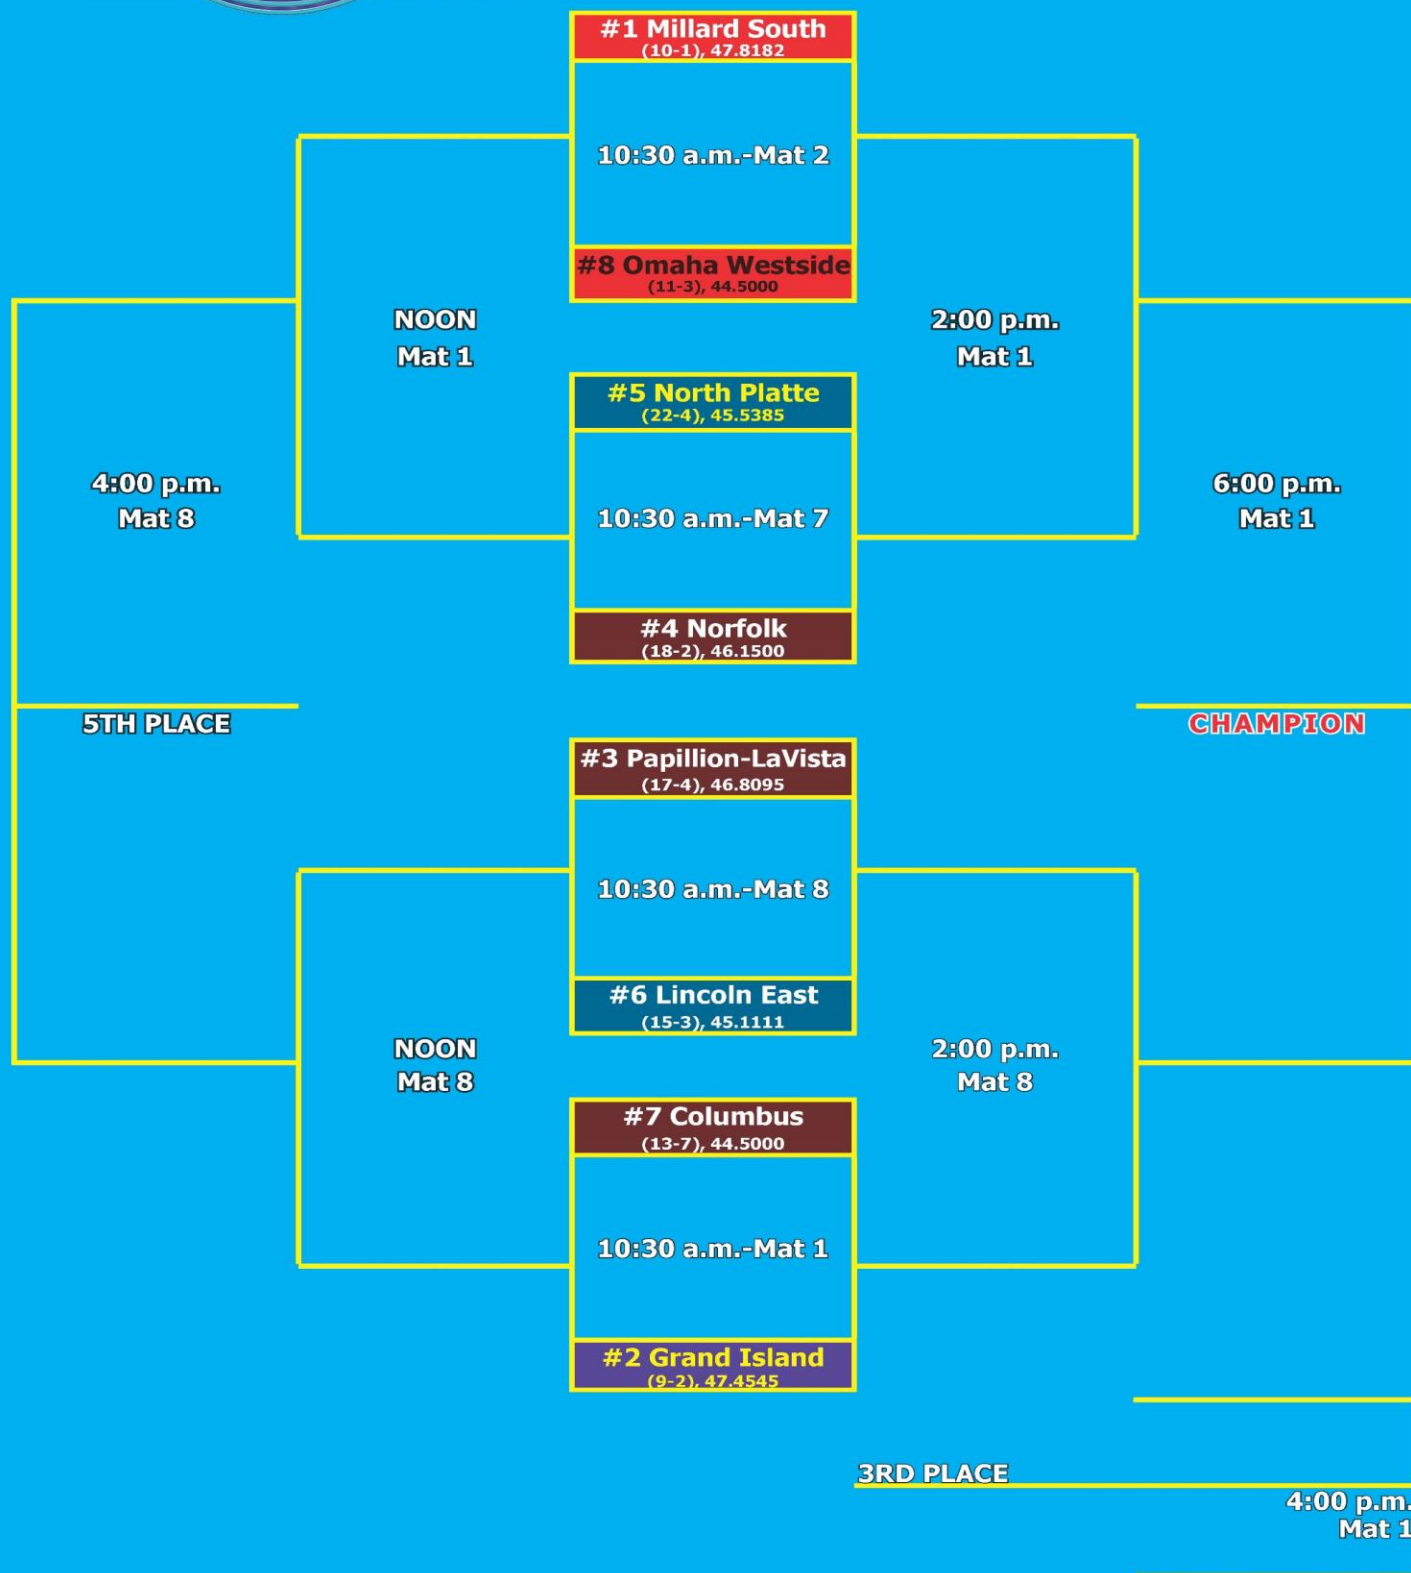 #1 Millard South
(10-1), 47.8182
10:30 a.m.-Mat 2
#8 Omaha Westside
(11-3), 44.5000
NOON
Mat 1
2:00 p.m.
Mat 1
#5 North Platte
(22-4), 45.5385
4:00 p.m.
Mat 8
10:30 a.m.-Mat 7
6:00 p.m.
Mat 1
#4 Norfolk
(18-2), 46.1500
5TH PLACE
CHAMPION
#3 Papillion-LaVista
(17-4), 46.8095
10:30 a.m.-Mat 8
#6 Lincoln East
(15-3), 45.1111
NOON
Mat 8
2:00 p.m.
Mat 8
#7 Columbus
(13-7), 44.5000
10:30 a.m.-Mat 1
#2 Grand Island
(9-2), 47.4545
3RD PLACE
4:00 p.m.
Mat 1